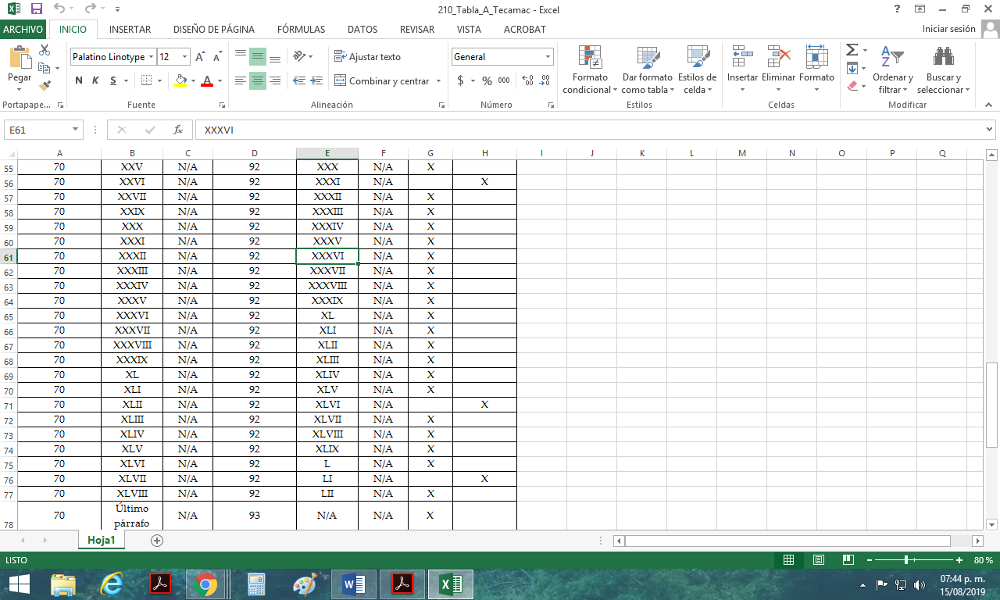 210_Tabla_A_Tecamac - Excel
ARCHIVO INICIO INSERTAR DISEÑO DE PÁGINA FÓRMULAS DATOS REVISAR VISTA ACROBAT Iniciar sesión
Pegar
Palatino Linotype 12
N K S
Ajustar texto
Combinar y centrar
General
$ % 000
Formato condicional
Dar formato como tabla
Estilos de celda
Insertar Eliminar Formato
Ordenar y filtrar
Buscar y seleccionar
Portapape... Fuente Alineación Número Estilos Celdas Modificar
E61 fx XXXVI
A B C D E F G H I J K L M N O P Q
55 70 XXV N/A 92 XXX N/A X
56 70 XXVI N/A 92 XXXI N/A X
57 70 XXVII N/A 92 XXXII N/A X
58 70 XXIX N/A 92 XXXIII N/A X
59 70 XXX N/A 92 XXXIV N/A X
60 70 XXXI N/A 92 XXXV N/A X
61 70 XXXII N/A 92 XXXVI N/A X
62 70 XXXIII N/A 92 XXXVII N/A X
63 70 XXXIV N/A 92 XXXVIII N/A X
64 70 XXXV N/A 92 XXXIX N/A X
65 70 XXXVI N/A 92 XL N/A X
66 70 XXXVII N/A 92 XLI N/A X
67 70 XXXVIII N/A 92 XLII N/A X
68 70 XXXIX N/A 92 XLIII N/A X
69 70 XL N/A 92 XLIV N/A X
70 70 XLI N/A 92 XLV N/A X
71 70 XLII N/A 92 XLVI N/A X
72 70 XLIII N/A 92 XLVII N/A X
73 70 XLIV N/A 92 XLVIII N/A X
74 70 XLV N/A 92 XLIX N/A X
75 70 XLVI N/A 92 L N/A X
76 70 XLVII N/A 92 LI N/A X
77 70 XLVIII N/A 92 LII N/A X
78 70 Último párrafo N/A 93 N/A N/A X
Hoja1
LISTO 80 %
07:44 p. m.
15/08/2019